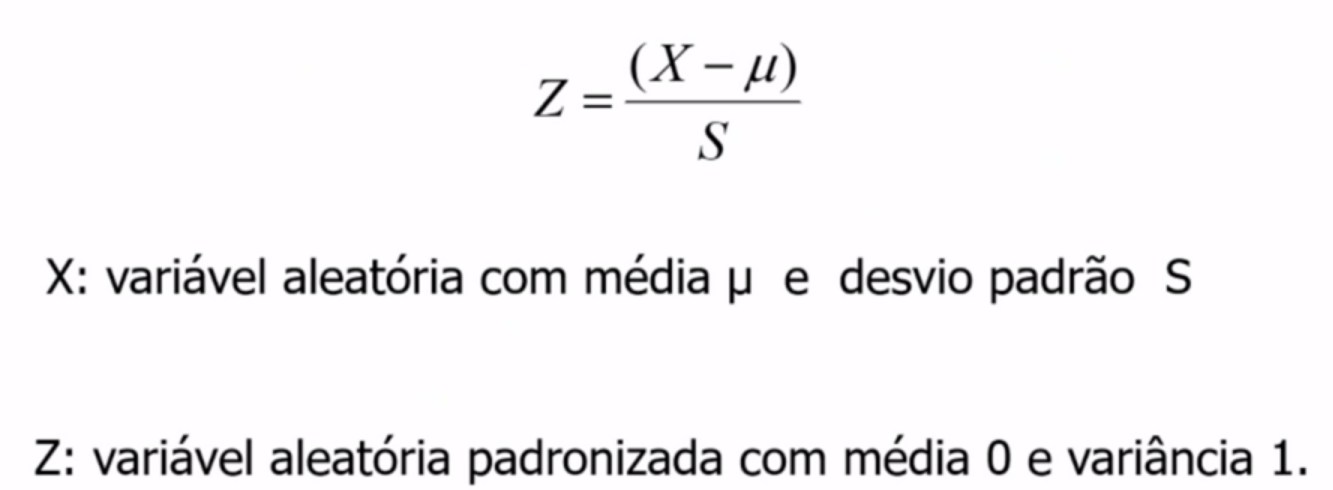 Z = (X − μ) / S
X: variável aleatória com média μ e desvio padrão S
Z: variável aleatória padronizada com média 0 e variância 1.